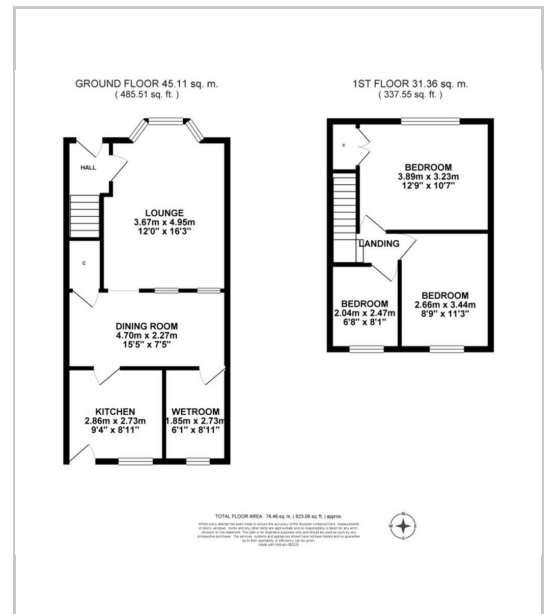 GROUND FLOOR 45.11 sq. m.
( 485.51 sq. ft. )
1ST FLOOR 31.36 sq. m.
( 337.55 sq. ft. )
HALL
LOUNGE
3.67m x 4.95m
12'0" x 16'3"
C
DINING ROOM
4.70m x 2.27m
15'5" x 7'5"
KITCHEN
2.86m x 2.73m
9'4" x 8'11"
WETROOM
1.85m x 2.73m
6'1" x 8'11"
C
BEDROOM
3.89m x 3.23m
12'9" x 10'7"
LANDING
BEDROOM
2.04m x 2.47m
6'8" x 8'1"
BEDROOM
2.66m x 3.44m
8'9" x 11'3"
TOTAL FLOOR AREA : 76.46 sq. m. ( 823.06 sq. ft. ) approx.